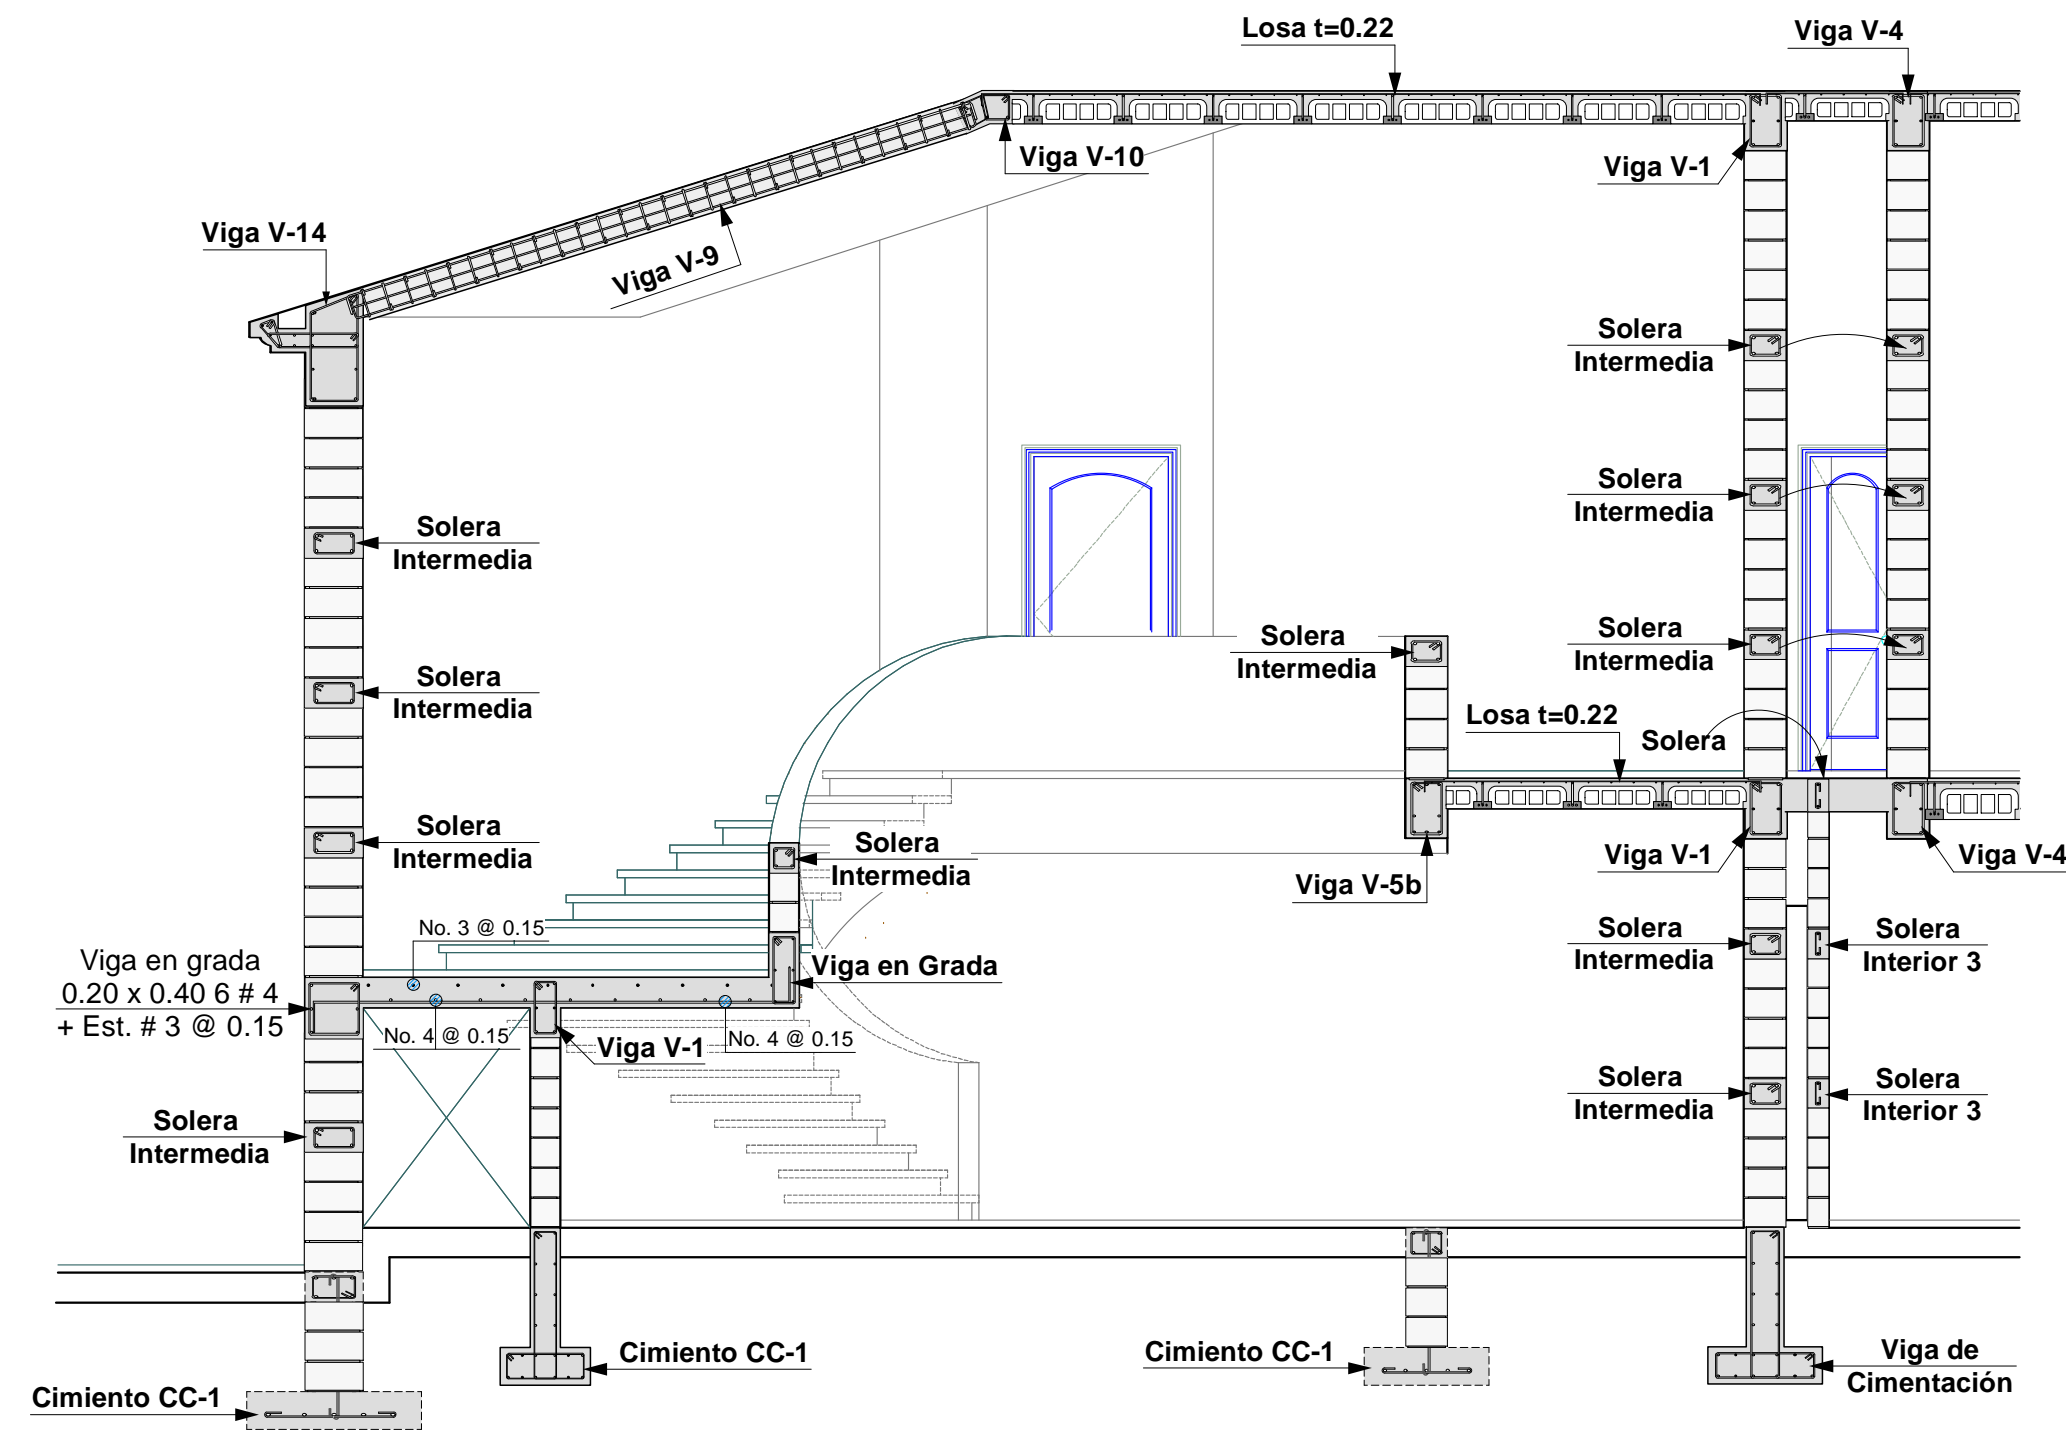 Losa t=0.22
Viga V-4
Viga V-10
Viga V-1
Viga V-14
Viga V-9
Solera
Intermedia
Solera
Intermedia
Solera
Intermedia
Solera
Intermedia
Solera
Intermedia
Solera
Intermedia
Solera
Intermedia
Losa t=0.22
Solera
Solera
Intermedia
Solera
Intermedia
Viga V-1
Viga V-4
Viga V-5b
No. 3 @ 0.15
Solera
Intermedia
Solera
Interior 3
Viga en grada
0.20 x 0.40 6 # 4
+ Est. # 3 @ 0.15
Viga en Grada
No. 4 @ 0.15
Viga V-1
No. 4 @ 0.15
Solera
Intermedia
Solera
Interior 3
Solera
Intermedia
Cimiento CC-1
Cimiento CC-1
Viga de
Cimentación
Cimiento CC-1